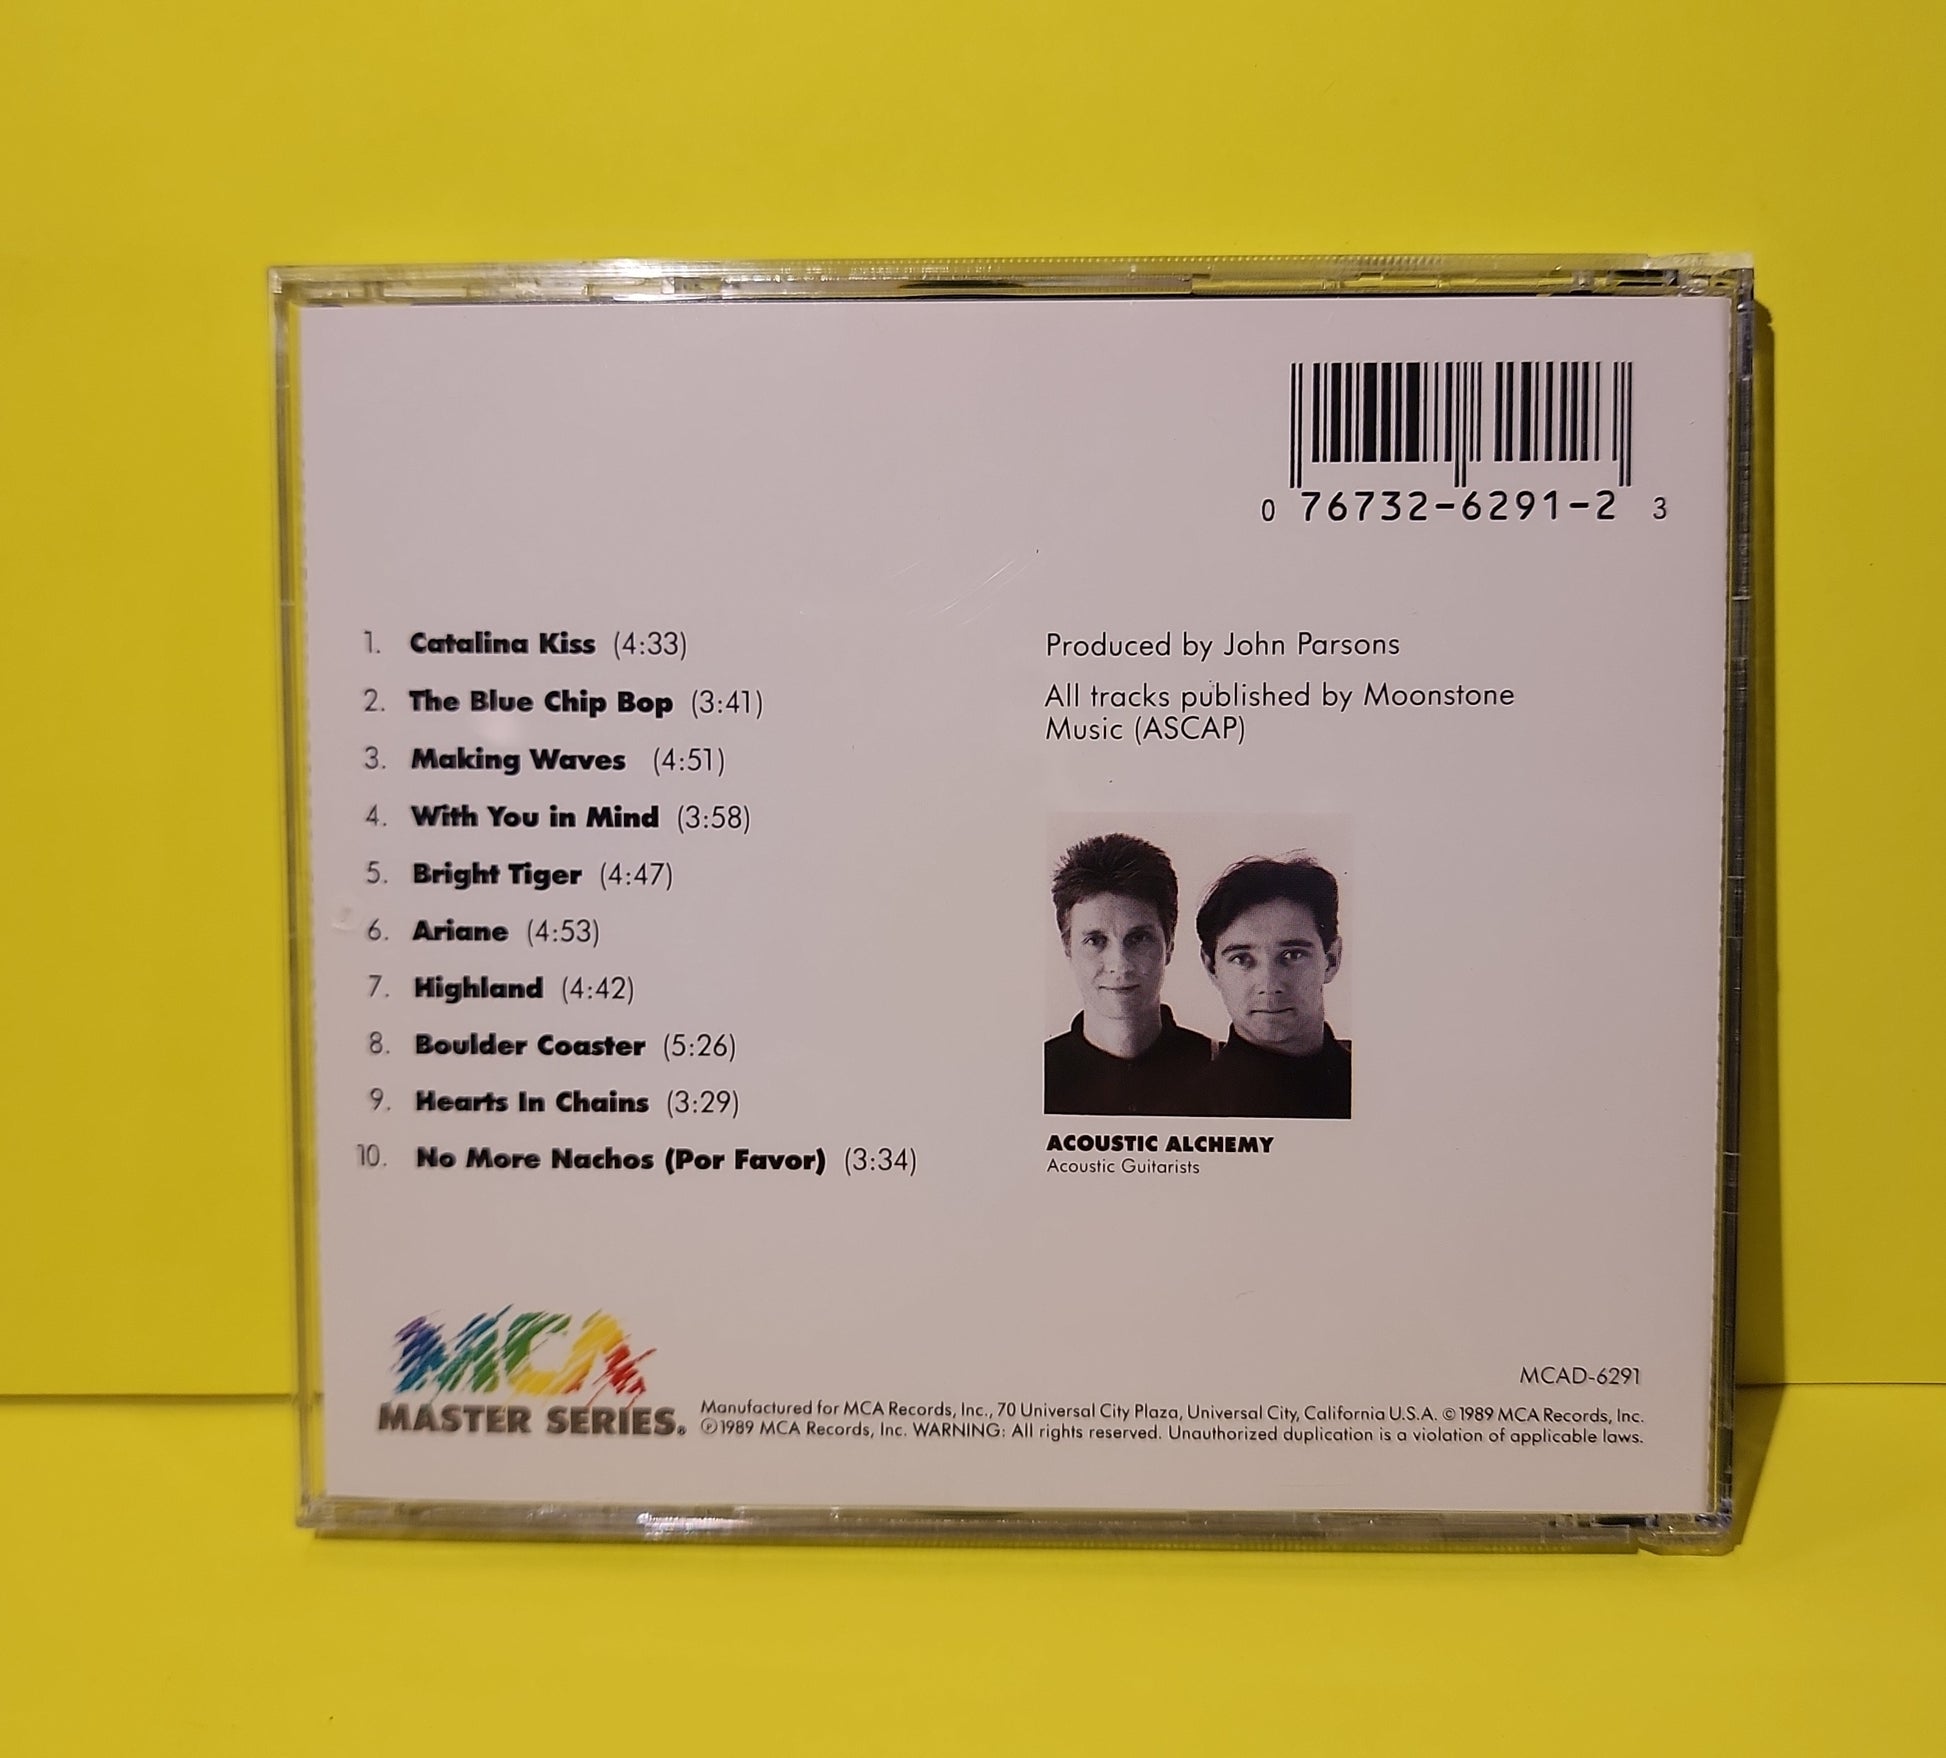 0 76732-6291-2 3
1. Catalina Kiss (4:33)
2. The Blue Chip Bop (3:41)
3. Making Waves (4:51)
4. With You in Mind (3:58)
5. Bright Tiger (4:47)
6. Ariane (4:53)
7. Highland (4:42)
8. Boulder Coaster (5:26)
9. Hearts In Chains (3:29)
10. No More Nachos (Por Favor) (3:34)
Produced by John Parsons
All tracks published by Moonstone
Music (ASCAP)
ACOUSTIC ALCHEMY
Acoustic Guitarists
MCA
MASTER SERIES®
MCAD-6291
Manufactured for MCA Records, Inc., 70 Universal City Plaza, Universal City, California U.S.A. © 1989 MCA Records, Inc.
℗ 1989 MCA Records, Inc. WARNING: All rights reserved. Unauthorized duplication is a violation of applicable laws.